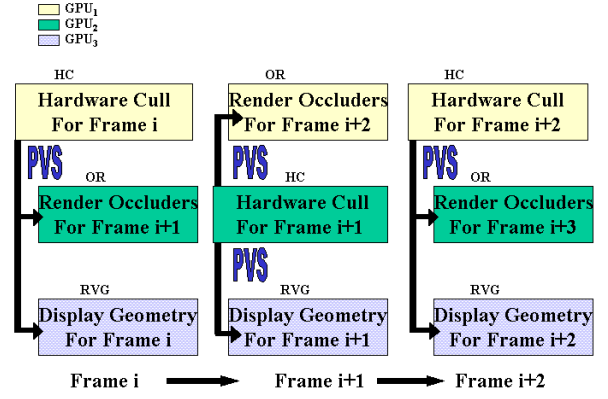 GPU1
GPU2
GPU3
HC
Hardware Cull
For Frame i
PVS
OR
Render Occluders
For Frame i+1
RVG
Display Geometry
For Frame i
OR
Render Occluders
For Frame i+2
PVS
HC
Hardware Cull
For Frame i+1
PVS
RVG
Display Geometry
For Frame i+1
HC
Hardware Cull
For Frame i+2
PVS
OR
Render Occluders
For Frame i+3
RVG
Display Geometry
For Frame i+2
Frame i
Frame i+1
Frame i+2